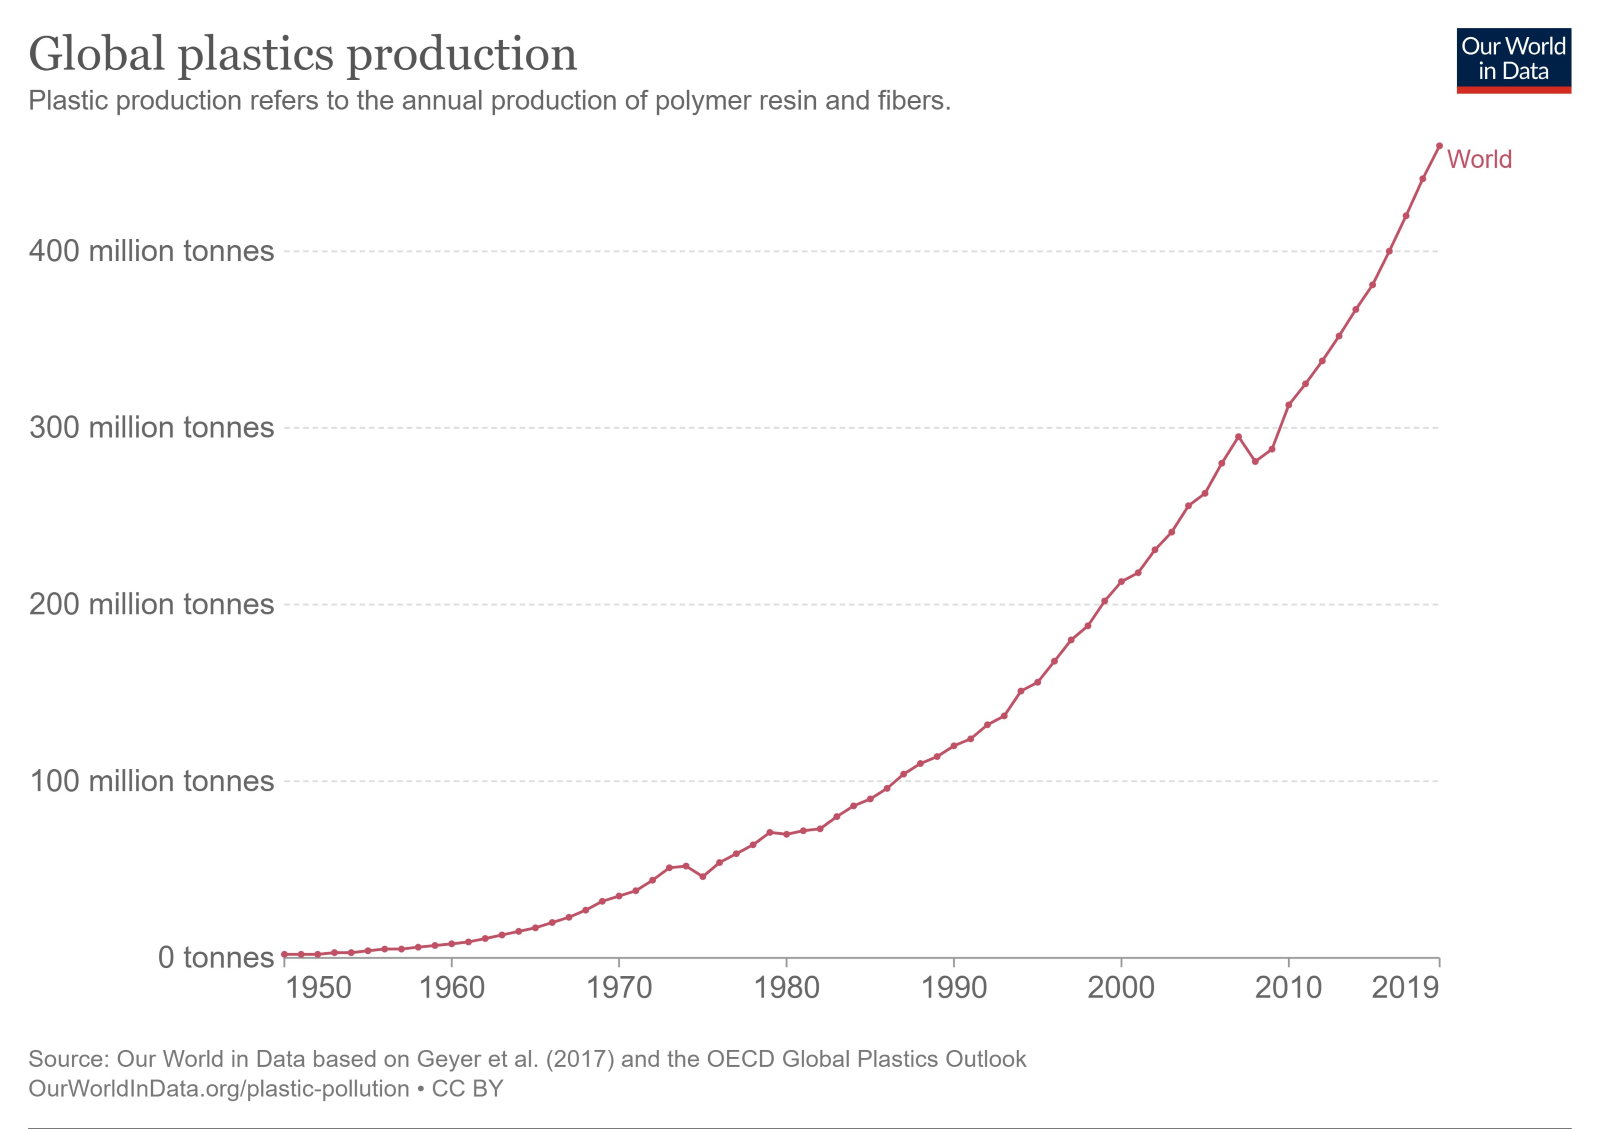 Global plastics production
Our World
in Data
Plastic production refers to the annual production of polymer resin and fibers.
World
400 million tonnes
300 million tonnes
200 million tonnes
100 million tonnes
0 tonnes
1950 1960 1970 1980 1990 2000 2010 2019
Source: Our World in Data based on Geyer et al. (2017) and the OECD Global Plastics Outlook
OurWorldInData.org/plastic-pollution • CC BY